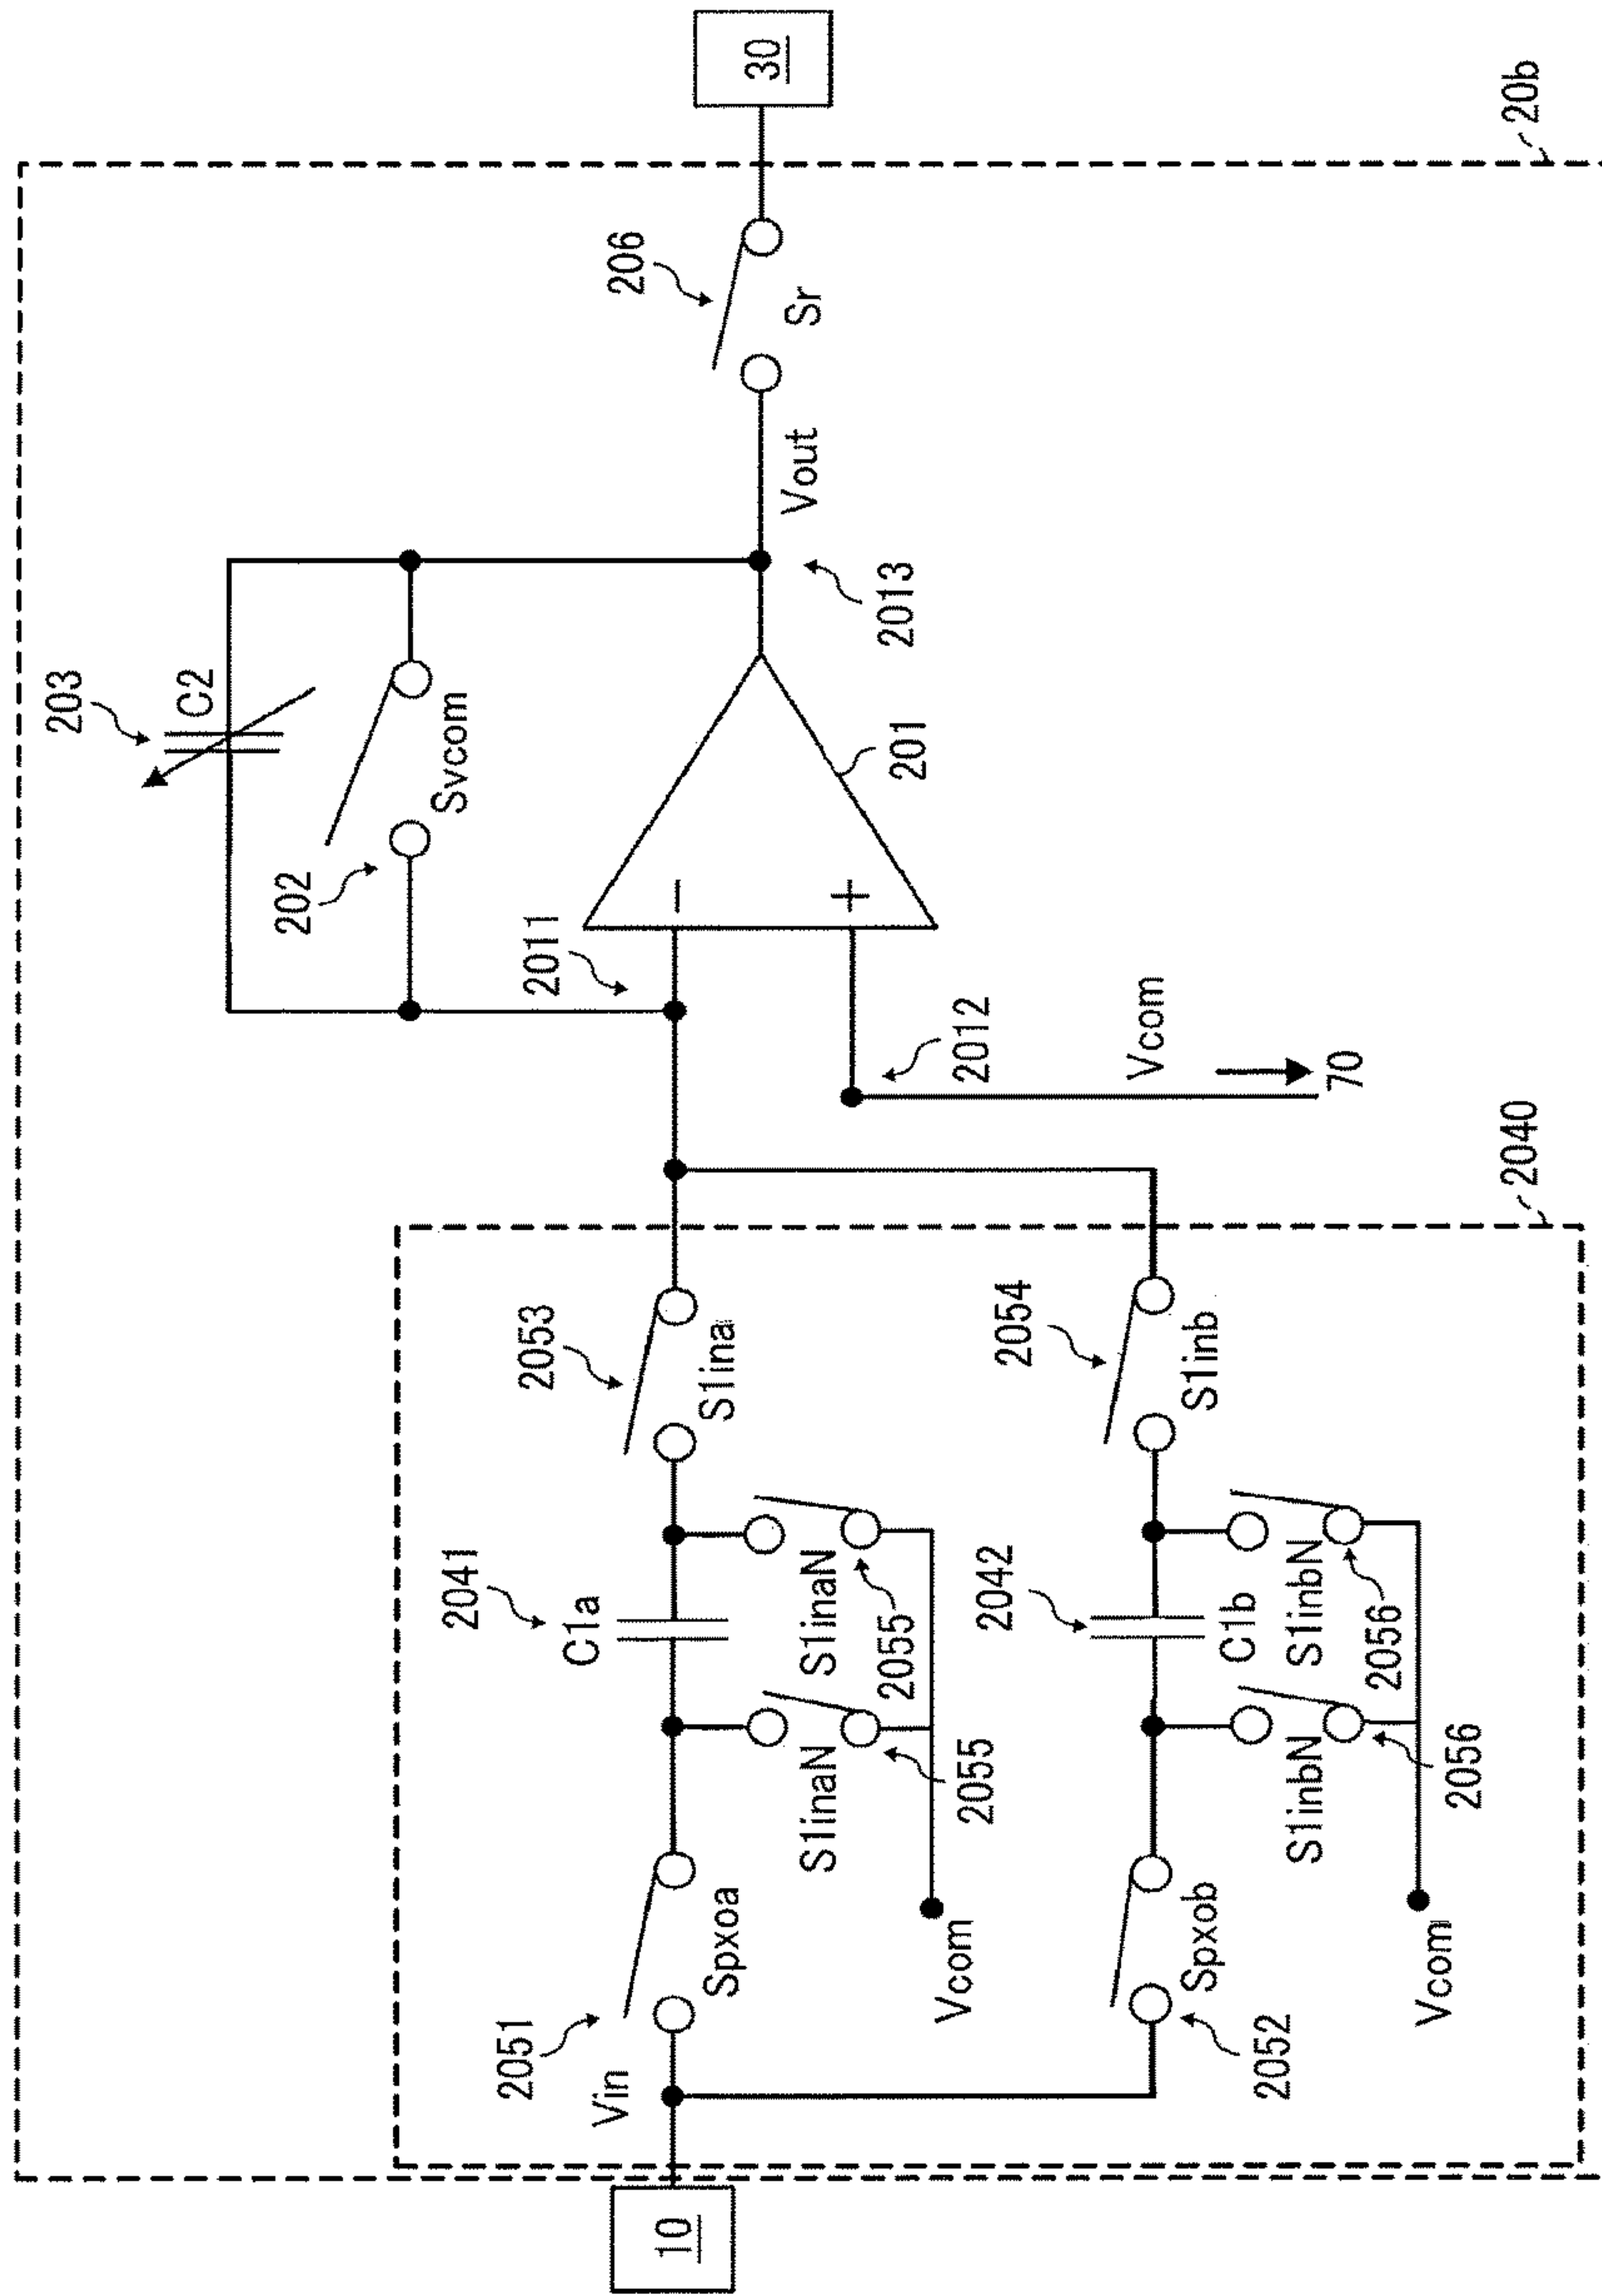 20b
203
C2
202
Svcom
206
Sr
30
2011
201
Vout
2013
2012
Vcom
70
2040
2041
C1a
2053
S1ina
2051
Vin
Spxoa
10
S1inaN
2055
S1inaN
2055
Vcom
2042
C1b
2054
S1inb
Spxob
2052
S1inbN
2056
S1inbN
2056
Vcom
−
+